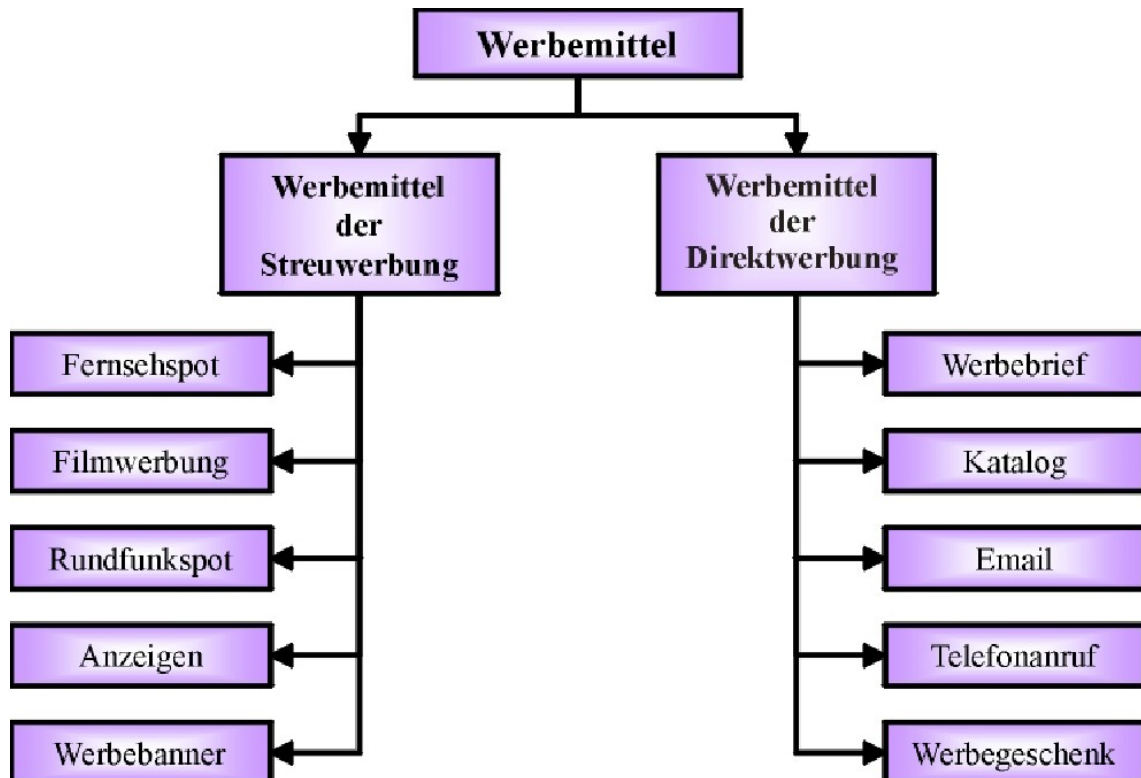 Werbemittel
Werbemittel
der
Streuwerbung
Werbemittel
der
Direktwerbung
Fernsehspot
Filmwerbung
Rundfunkspot
Anzeigen
Werbebanner
Werbebrief
Katalog
Email
Telefonanruf
Werbegeschenk